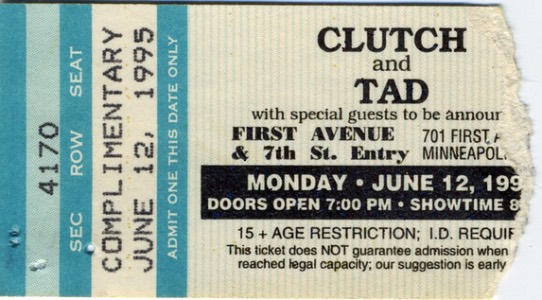 4170
SEC ROW SEAT
COMPLIMENTARY
JUNE 12, 1995
ADMIT ONE THIS DATE ONLY
CLUTCH
and
TAD
with special guests to be announ
FIRST AVENUE 701 FIRST
& 7th St. Entry MINNEAPOL
MONDAY • JUNE 12, 199
DOORS OPEN 7:00 PM • SHOWTIME 8
15 + AGE RESTRICTION; I.D. REQUIR
This ticket does NOT guarantee admission when
reached legal capacity; our suggestion is early